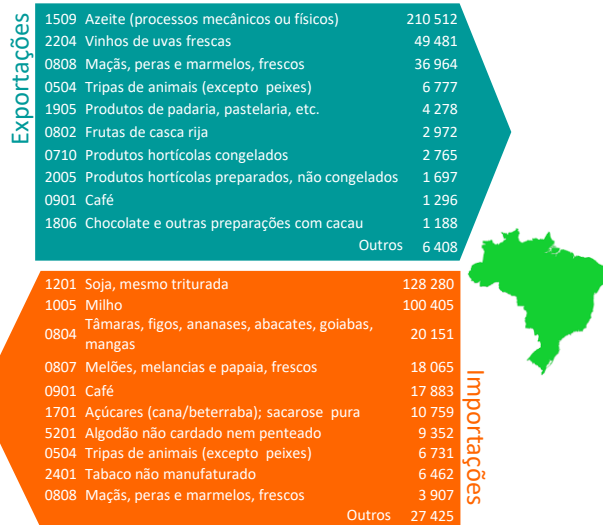 Exportações
1509 Azeite (processos mecânicos ou físicos) 210 512
2204 Vinhos de uvas frescas 49 481
0808 Maçãs, peras e marmelos, frescos 36 964
0504 Tripas de animais (excepto peixes) 6 777
1905 Produtos de padaria, pastelaria, etc. 4 278
0802 Frutas de casca rija 2 972
0710 Produtos hortícolas congelados 2 765
2005 Produtos hortícolas preparados, não congelados 1 697
0901 Café 1 296
1806 Chocolate e outras preparações com cacau 1 188
Outros 6 408
1201 Soja, mesmo triturada 128 280
1005 Milho 100 405
0804 Tâmaras, figos, ananases, abacates, goiabas,
mangas 20 151
0807 Melões, melancias e papaia, frescos 18 065
0901 Café 17 883
1701 Açúcares (cana/beterraba); sacarose pura 10 759
5201 Algodão não cardado nem penteado 9 352
0504 Tripas de animais (excepto peixes) 6 731
2401 Tabaco não manufaturado 6 462
0808 Maçãs, peras e marmelos, frescos 3 907
Outros 27 425
Importações